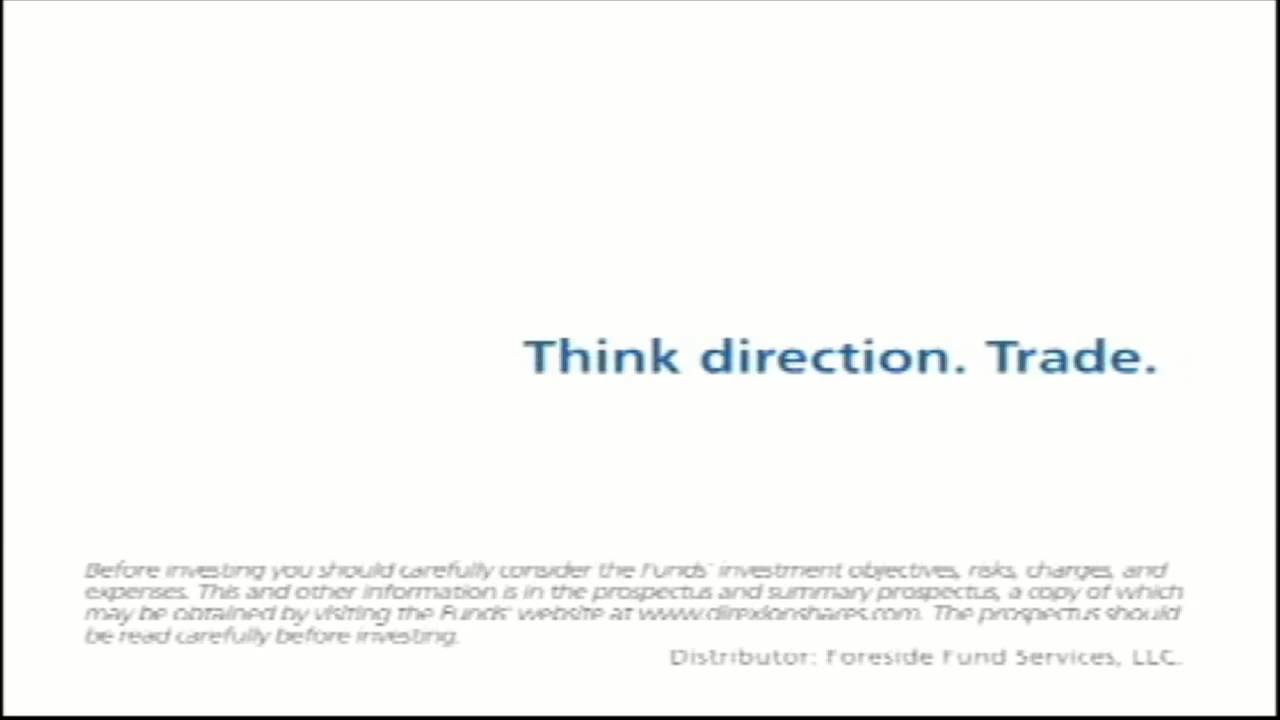 Think direction. Trade.
Before investing you should carefully consider the Funds' investment objectives, risks, charges, and
expenses. This and other information is in the prospectus and summary prospectus, a copy of which
may be obtained by visiting the Funds' website at www.direxionshares.com. The prospectus should
be read carefully before investing.
Distributor: Foreside Fund Services, LLC.